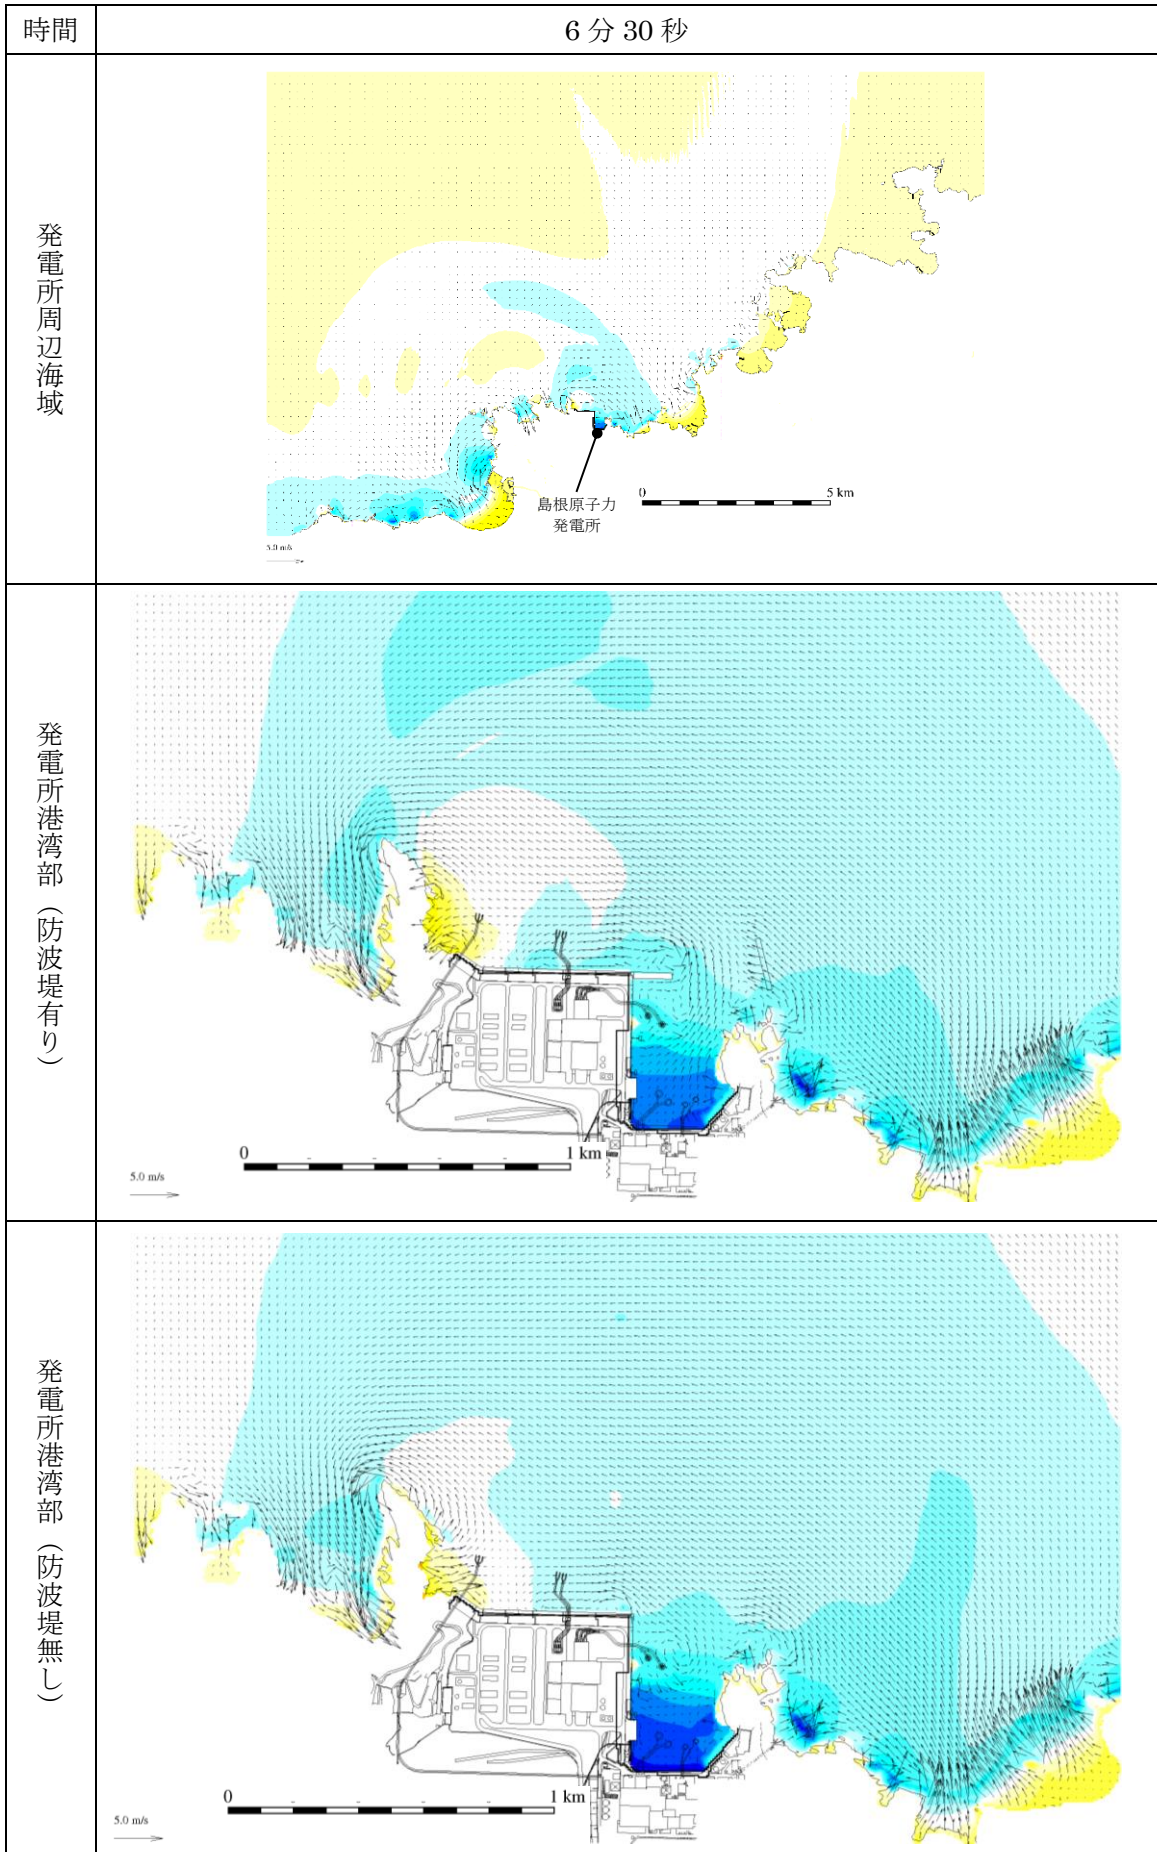 時間
6 分 30 秒
発電所周辺海域
島根原子力
発電所
0
5 km
5.0 m/s
発電所港湾部（防波堤有り）
0
1 km
5.0 m/s
発電所港湾部（防波堤無し）
0
1 km
5.0 m/s